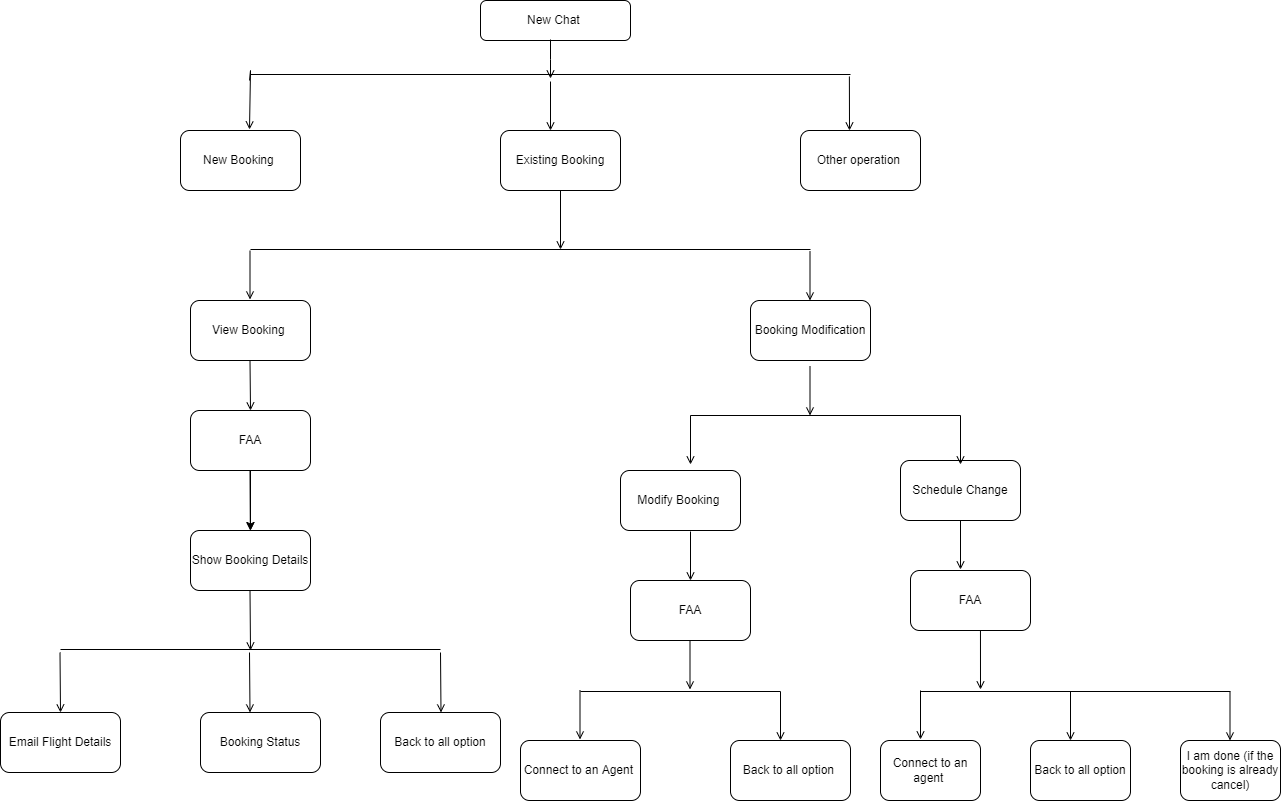 New Chat
New Booking
Existing Booking
Other operation
View Booking
Booking Modification
FAA
Modify Booking
Schedule Change
Show Booking Details
FAA
FAA
Email Flight Details
Booking Status
Back to all option
Connect to an Agent
Back to all option
Connect to an
agent
Back to all option
I am done (if the
booking is already
cancel)